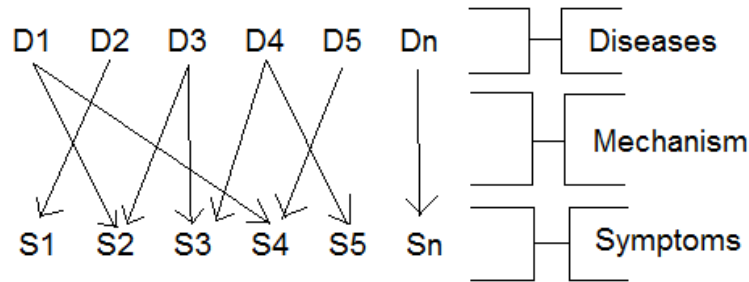 D1 D2 D3 D4 D5 Dn Diseases
Mechanism
S1 S2 S3 S4 S5 Sn Symptoms